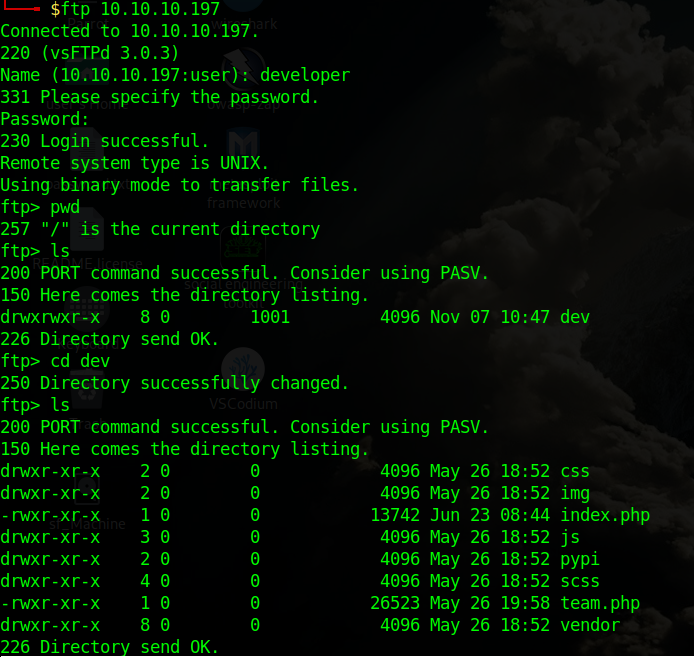 $ftp 10.10.10.197
Connected to 10.10.10.197.
220 (vsFTPd 3.0.3)
Name (10.10.10.197:user): developer
331 Please specify the password.
Password:
230 Login successful.
Remote system type is UNIX.
Using binary mode to transfer files.
ftp> pwd
257 "/" is the current directory
ftp> ls
200 PORT command successful. Consider using PASV.
150 Here comes the directory listing.
drwxrwxr-x    8 0        1001         4096 Nov 07 10:47 dev
226 Directory send OK.
ftp> cd dev
250 Directory successfully changed.
ftp> ls
200 PORT command successful. Consider using PASV.
150 Here comes the directory listing.
drwxr-xr-x    2 0        0            4096 May 26 18:52 css
drwxr-xr-x    2 0        0            4096 May 26 18:52 img
-rwxr-xr-x    1 0        0           13742 Jun 23 08:44 index.php
drwxr-xr-x    3 0        0            4096 May 26 18:52 js
drwxr-xr-x    2 0        0            4096 May 26 18:52 pypi
drwxr-xr-x    4 0        0            4096 May 26 18:52 scss
-rwxr-xr-x    1 0        0           26523 May 26 19:58 team.php
drwxr-xr-x    8 0        0            4096 May 26 18:52 vendor
226 Directory send OK.
framework
VSCodium